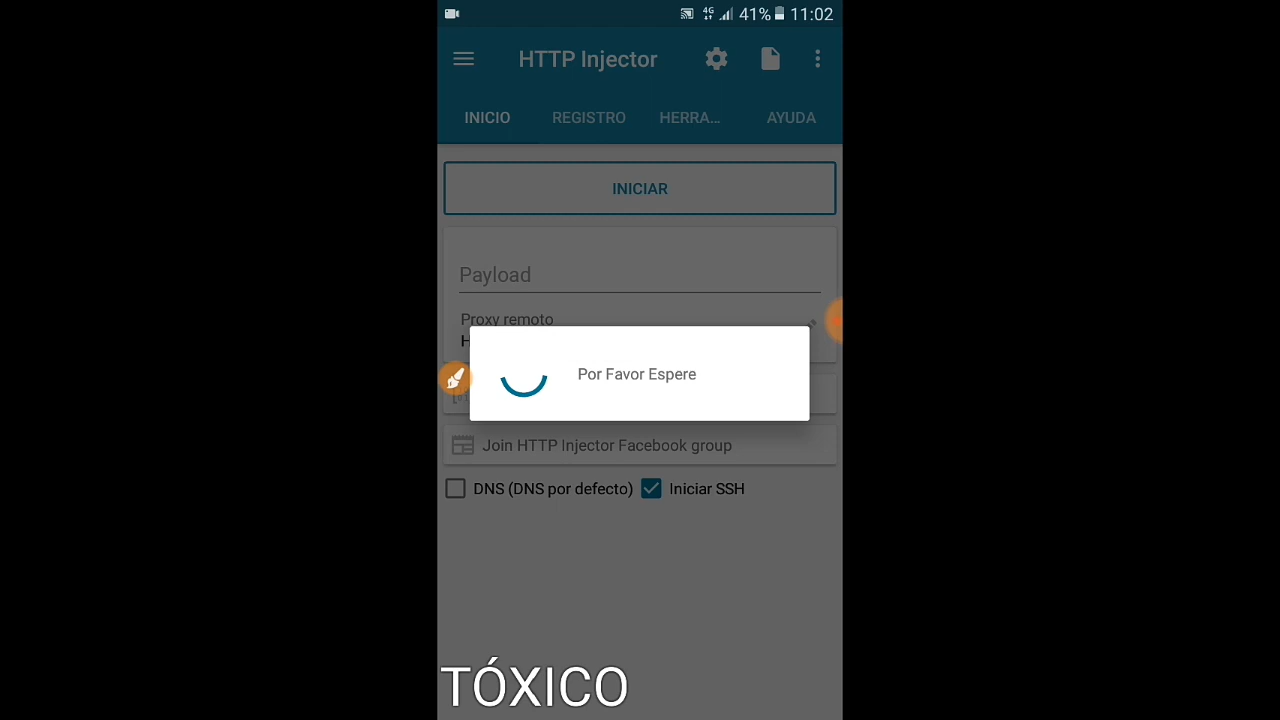 4G 41% 11:02
HTTP Injector
INICIO REGISTRO HERRA... AYUDA
INICIAR
Payload
Proxy remoto
H
Por Favor Espere
Join HTTP Injector Facebook group
DNS (DNS por defecto) Iniciar SSH
TÓXICO